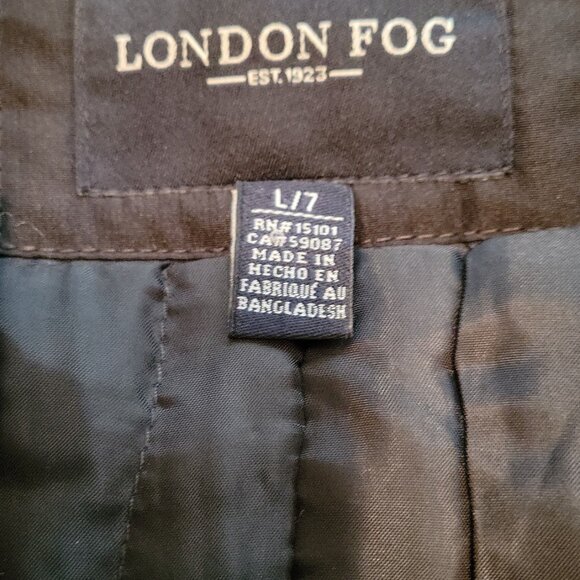 LONDON FOG
EST. 1923
L/7
RN# 15101
CA# 59087
MADE IN
HECHO EN
FABRIQUÉ AU
BANGLADESH